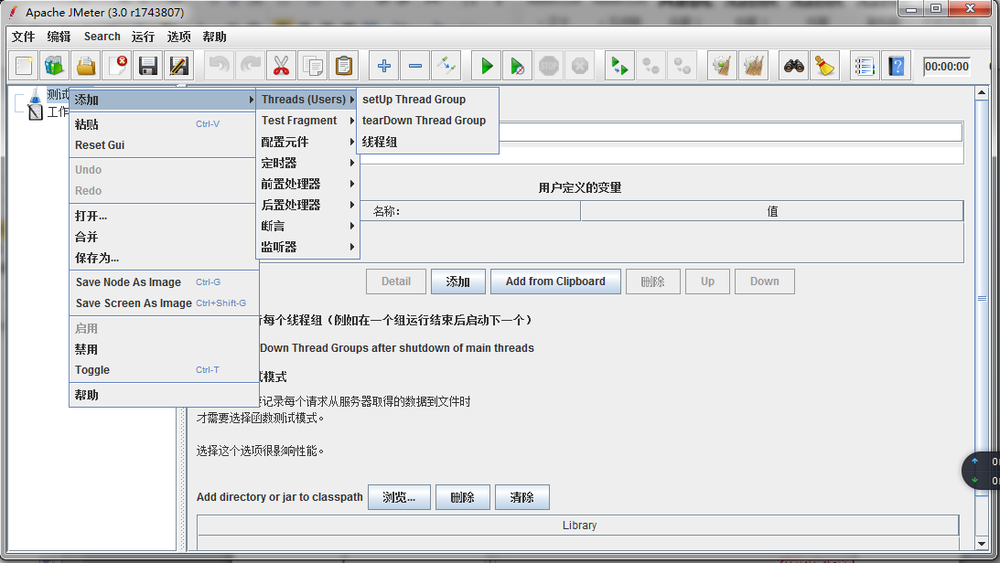 Apache JMeter (3.0 r1743807)
文件 编辑 Search 运行 选项 帮助
00:00:00
测试
工作
添加
粘贴 Ctrl-V
Reset Gui
Undo
Redo
打开...
合并
保存为...
Save Node As Image Ctrl-G
Save Screen As Image Ctrl+Shift-G
启用
禁用
Toggle Ctrl-T
帮助
Threads (Users)
Test Fragment
配置元件
定时器
前置处理器
后置处理器
断言
监听器
setUp Thread Group
tearDown Thread Group
线程组
用户定义的变量
名称: 值
Detail 添加 Add from Clipboard 删除 Up Down
每个线程组（例如在一个组运行结束后启动下一个）
Down Thread Groups after shutdown of main threads
模式
记录每个请求从服务器取得的数据到文件时
才需要选择函数测试模式。
选择这个选项很影响性能。
Add directory or jar to classpath 浏览... 删除 清除
Library